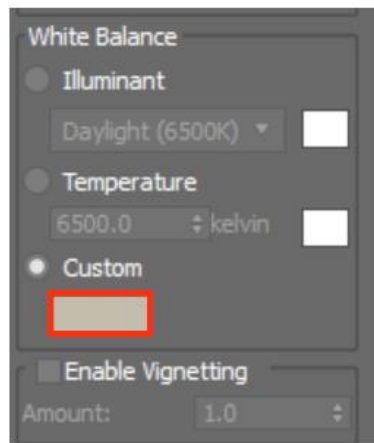 White Balance
Illuminant
Daylight (6500K)
Temperature
6500.0 kelvin
Custom
Enable Vignetting
Amount: 1.0